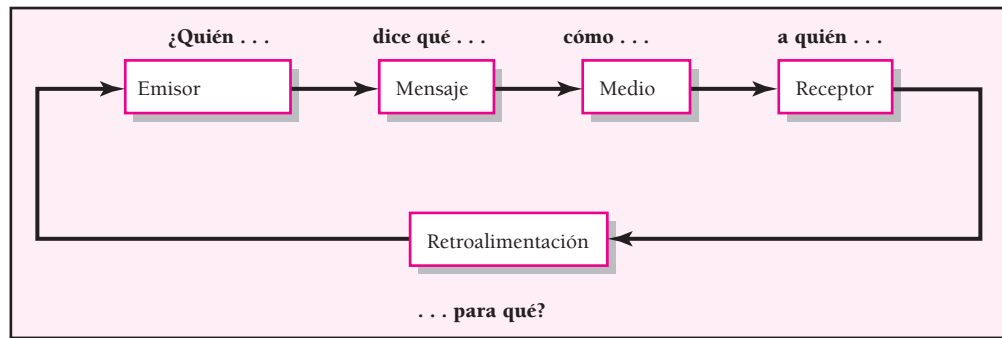 ¿Quién . . . dice qué . . . cómo . . . a quién . . .
Emisor Mensaje Medio Receptor
Retroalimentación
. . . para qué?